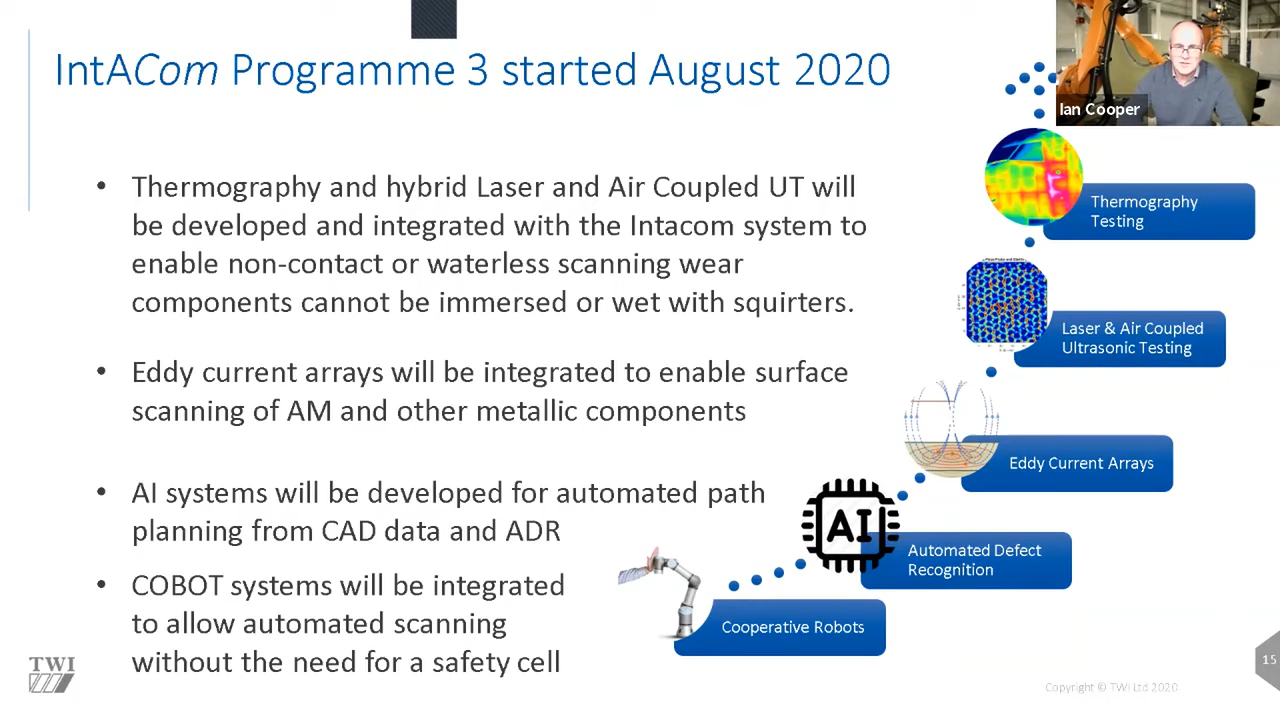 IntACom Programme 3 started August 2020
Ian Cooper
• Thermography and hybrid Laser and Air Coupled UT will
be developed and integrated with the Intacom system to
enable non-contact or waterless scanning wear
components cannot be immersed or wet with squirters.
• Eddy current arrays will be integrated to enable surface
scanning of AM and other metallic components
• AI systems will be developed for automated path
planning from CAD data and ADR
• COBOT systems will be integrated
to allow automated scanning
without the need for a safety cell
Thermography
Testing
Laser & Air Coupled
Ultrasonic Testing
Eddy Current Arrays
AI
Automated Defect
Recognition
Cooperative Robots
TWI
15
Copyright © TWI Ltd 2020